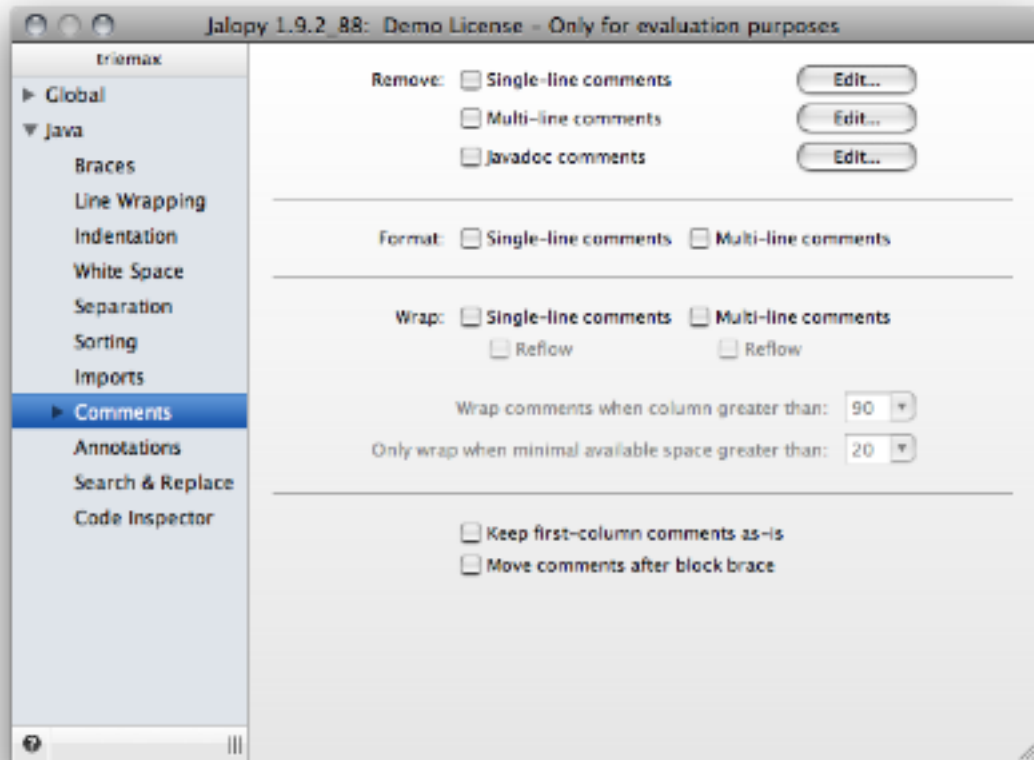 Jalopy 1.9.2_88: Demo License - Only for evaluation purposes
triemax
Global
Java
Braces
Line Wrapping
Indentation
White Space
Separation
Sorting
Imports
Comments
Annotations
Search & Replace
Code Inspector
Remove: Single-line comments Edit...
Multi-line comments Edit...
Javadoc comments Edit...
Format: Single-line comments Multi-line comments
Wrap: Single-line comments Multi-line comments
Reflow Reflow
Wrap comments when column greater than: 90
Only wrap when minimal available space greater than: 20
Keep first-column comments as-is
Move comments after block brace
?